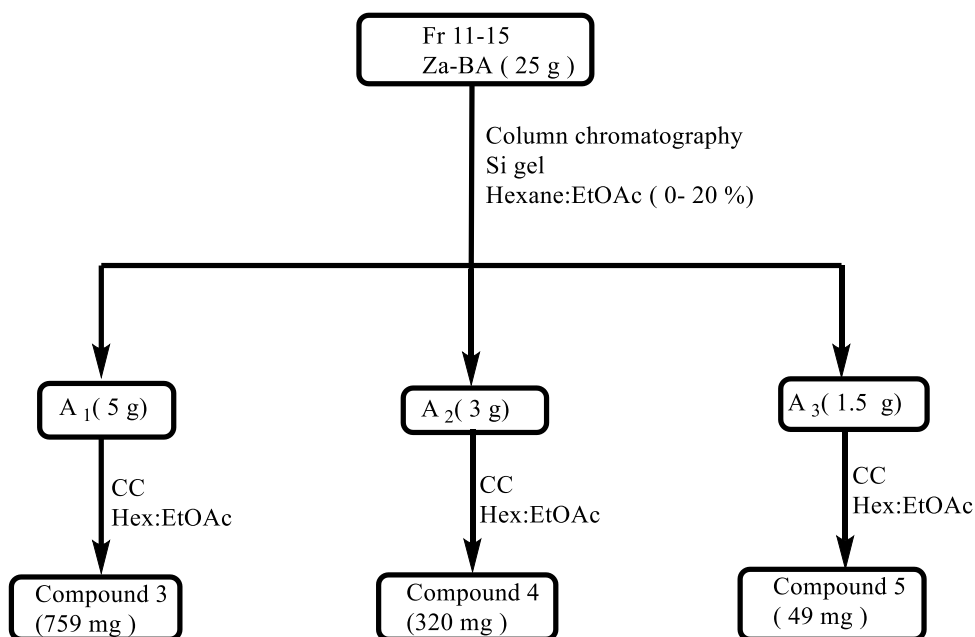 Fr 11-15
Za-BA ( 25 g )
Column chromatography
Si gel
Hexane:EtOAc ( 0- 20 %)
A 1( 5 g)
A 2( 3 g)
A 3( 1.5 g)
CC
Hex:EtOAc
CC
Hex:EtOAc
CC
Hex:EtOAc
Compound 3
(759 mg )
Compound 4
(320 mg )
Compound 5
( 49 mg )